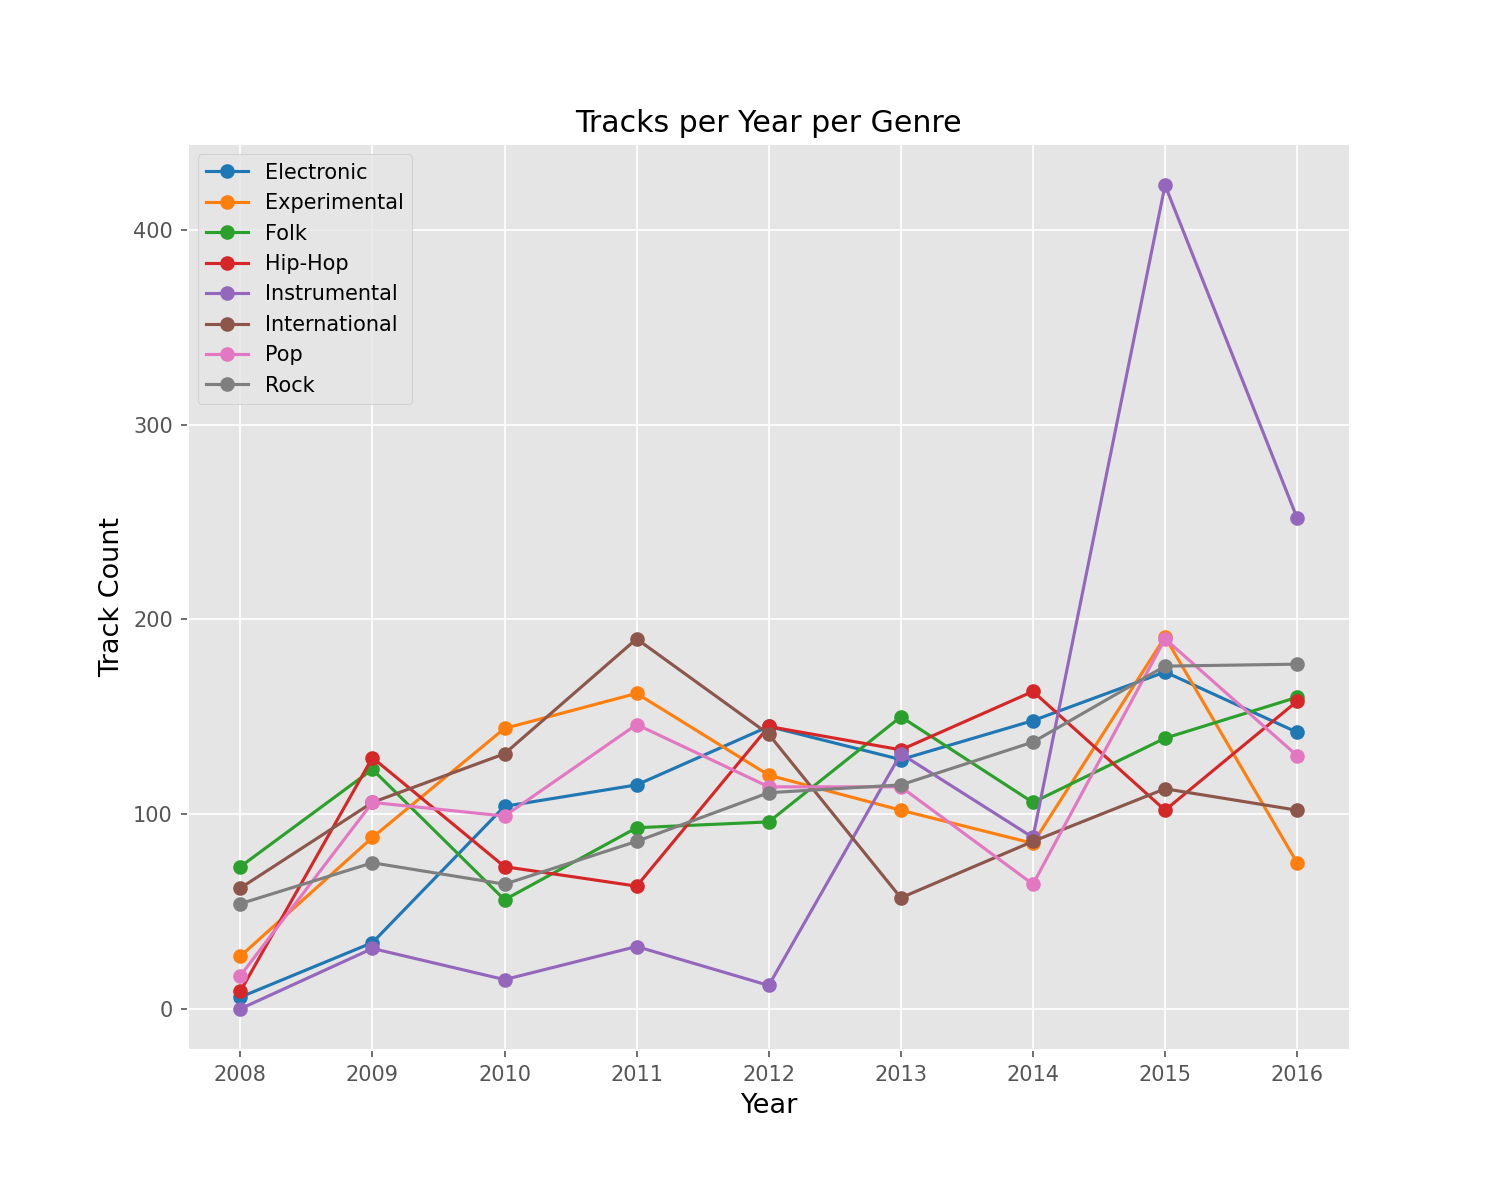 Tracks per Year per Genre
Electronic
Experimental
Folk
Hip-Hop
Instrumental
International
Pop
Rock
400
300
200
100
0
Track Count
2008 2009 2010 2011 2012 2013 2014 2015 2016
Year